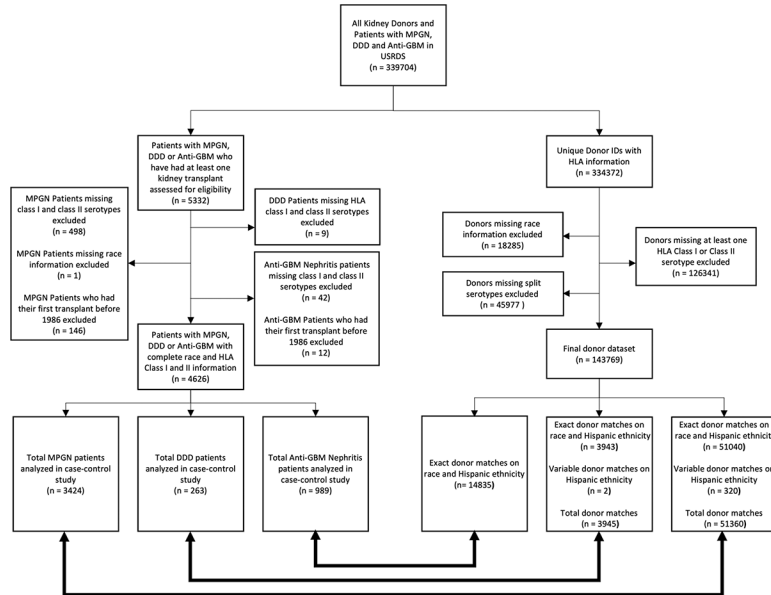 All Kidney Donors and
Patients with MPGN,
DDD and Anti-GBM in
USRDS
(n = 339704)
Patients with MPGN,
DDD or Anti-GBM who
have had at least one
kidney transplant
assessed for eligibility
(n = 5332)
Unique Donor IDs with
HLA information
(n = 334372)
MPGN Patients missing
class I and class II serotypes
excluded
(n = 498)
MPGN Patients missing race
information excluded
(n = 1)
MPGN Patients who had
their first transplant before
1986 excluded
(n = 146)
DDD Patients missing HLA
class I and class II serotypes
excluded
(n = 9)
Anti-GBM Nephritis patients
missing class I and class II
serotypes excluded
(n = 42)
Anti-GBM Patients who had
their first transplant before
1986 excluded
(n = 12)
Donors missing race
information excluded
(n = 18285)
Donors missing at least one
HLA Class I or Class II
serotype excluded
(n = 126341)
Donors missing split
serotypes excluded
(n = 45977 )
Patients with MPGN,
DDD or Anti-GBM with
complete race and HLA
Class I and II information
(n = 4626)
Final donor dataset
(n = 143769)
Total MPGN patients
analyzed in case-control
study
(n = 3424)
Total DDD patients
analyzed in case-control
study
(n = 263)
Total Anti-GBM Nephritis
patients analyzed in
case-control study
(n = 989)
Exact donor matches on
race and Hispanic ethnicity
(n = 14835)
Exact donor matches on
race and Hispanic ethnicity
(n = 3943)
Variable donor matches on
Hispanic ethnicity
(n = 2)
Total donor matches
(n = 3945)
Exact donor matches on
race and Hispanic ethnicity
(n = 51040)
Variable donor matches on
Hispanic ethnicity
(n = 320)
Total donor matches
(n = 51360)